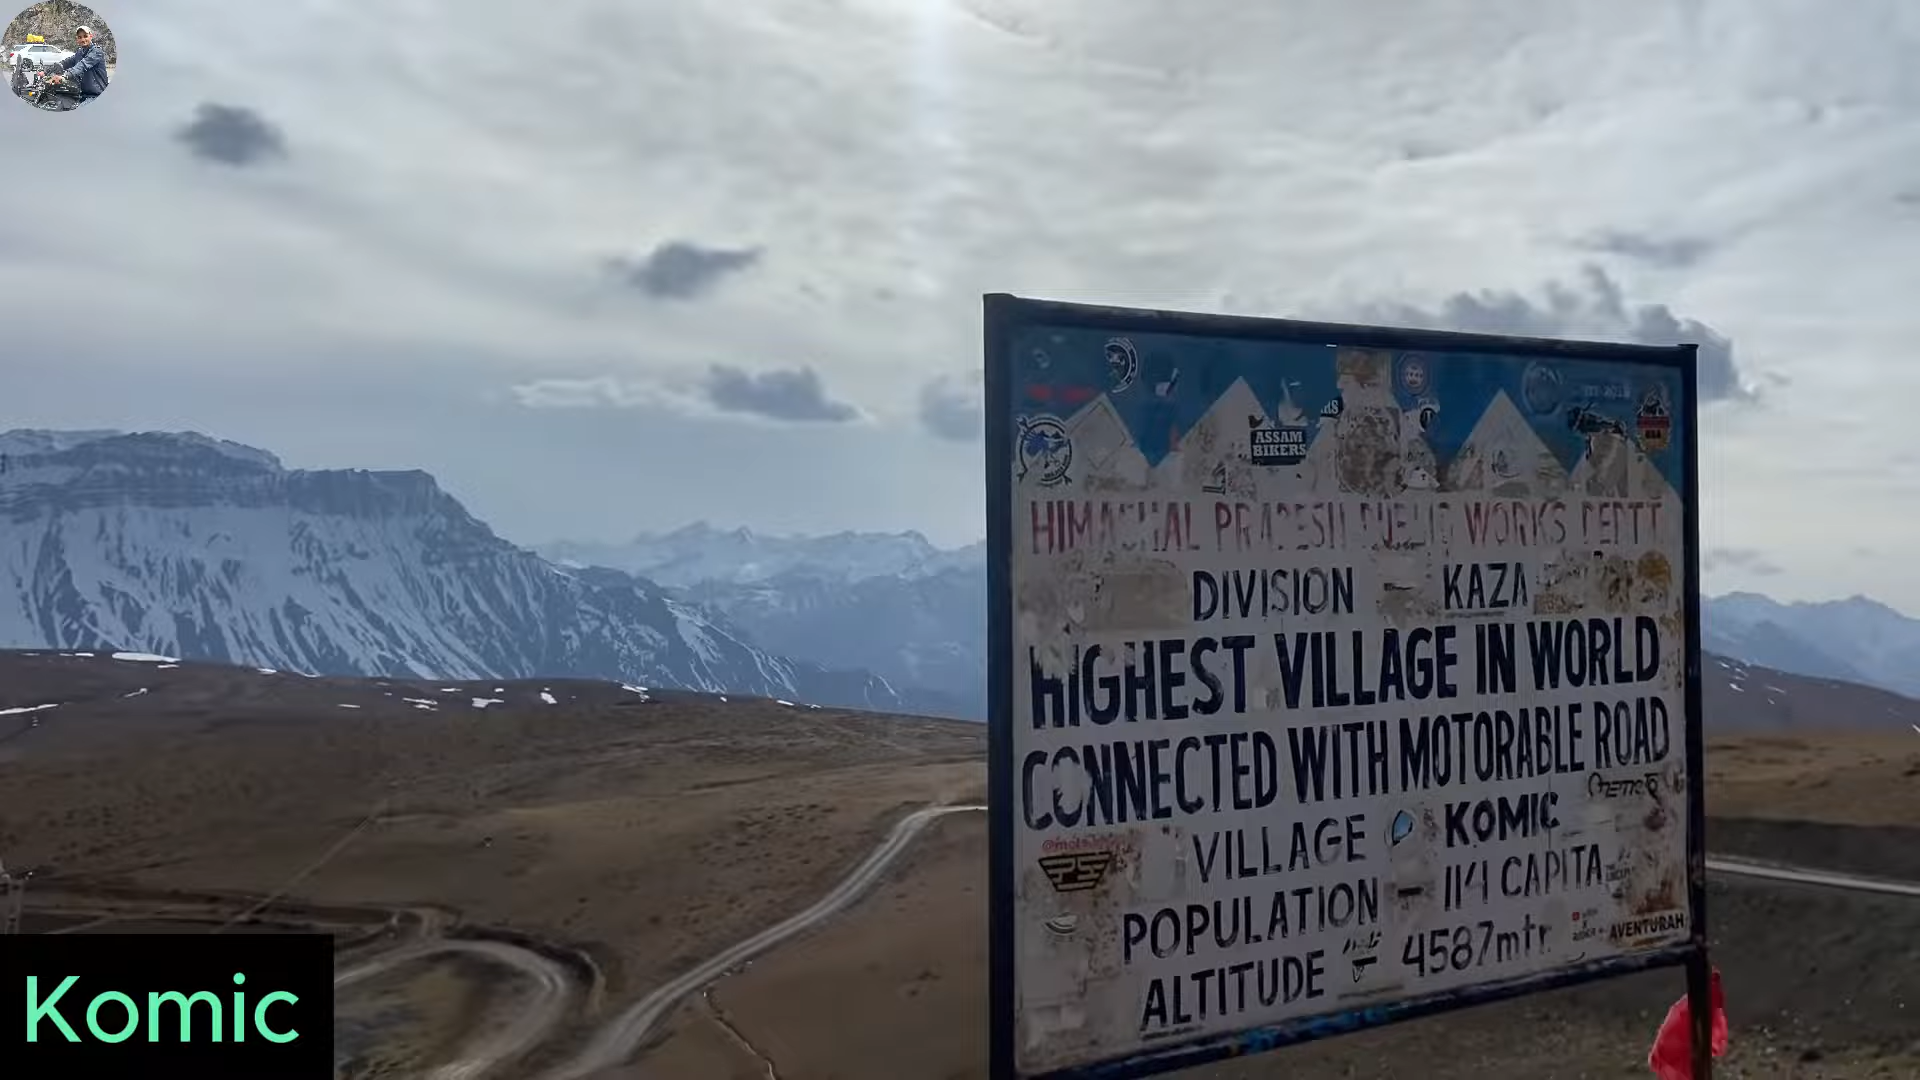 ASSAM
BIKERS
HIMACHAL PRADESH PUBLIC WORKS DEPTT
DIVISION - KAZA
HIGHEST VILLAGE IN WORLD
CONNECTED WITH MOTORABLE ROAD
VILLAGE KOMIC
POPULATION - 114 CAPITA
ALTITUDE - 4587mtr.
AVENTURAH
Komic